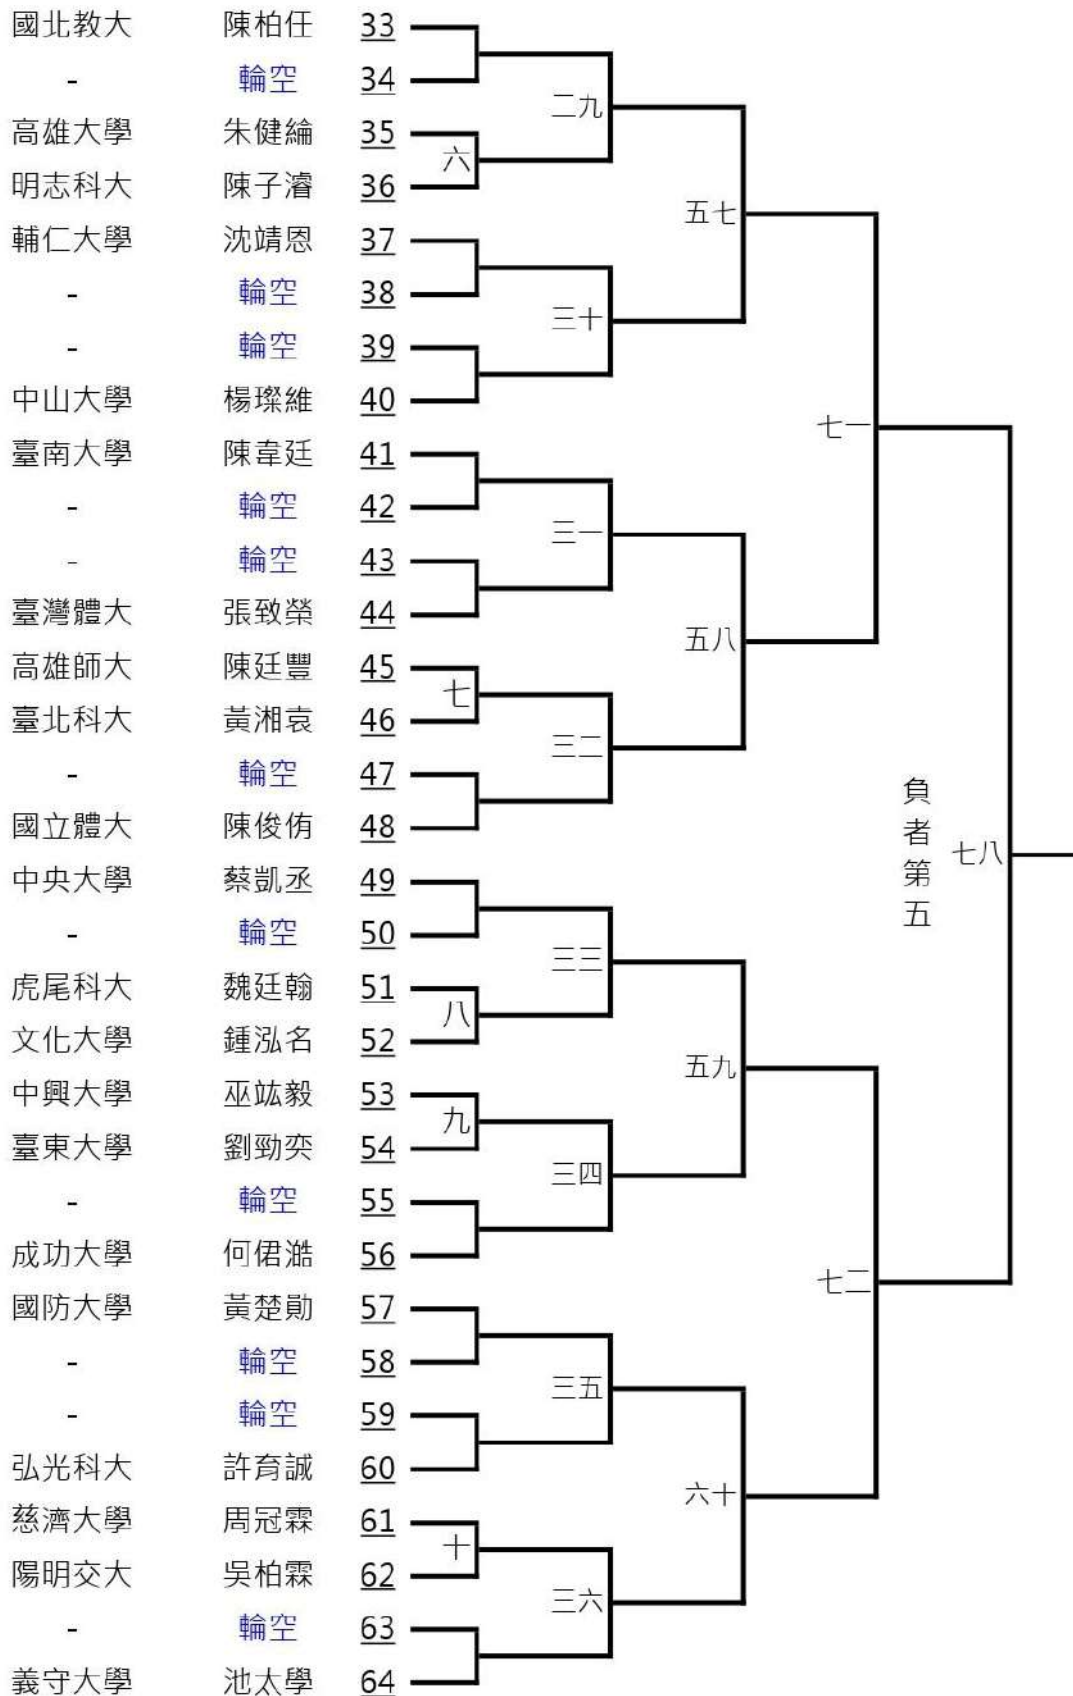 國北教大 陳柏任 33
- 輪空 34
二九
高雄大學 朱健綸 35
六
明志科大 陳子濬 36
五七
輔仁大學 沈靖恩 37
- 輪空 38
三十
- 輪空 39
中山大學 楊璨維 40
七一
臺南大學 陳韋廷 41
- 輪空 42
三一
- 輪空 43
臺灣體大 張致榮 44
五八
高雄師大 陳廷豐 45
七
臺北科大 黃湘袁 46
三二
- 輪空 47
國立體大 陳俊侑 48
負者第五
七八
中央大學 蔡凱丞 49
- 輪空 50
三三
虎尾科大 魏廷翰 51
八
文化大學 鍾泓名 52
五九
中興大學 巫竑毅 53
九
臺東大學 劉勁奕 54
三四
- 輪空 55
成功大學 何侰澔 56
七二
國防大學 黃楚勛 57
- 輪空 58
三五
- 輪空 59
弘光科大 許育誠 60
六十
慈濟大學 周冠霖 61
十
陽明交大 吳柏霖 62
三六
- 輪空 63
義守大學 池太學 64